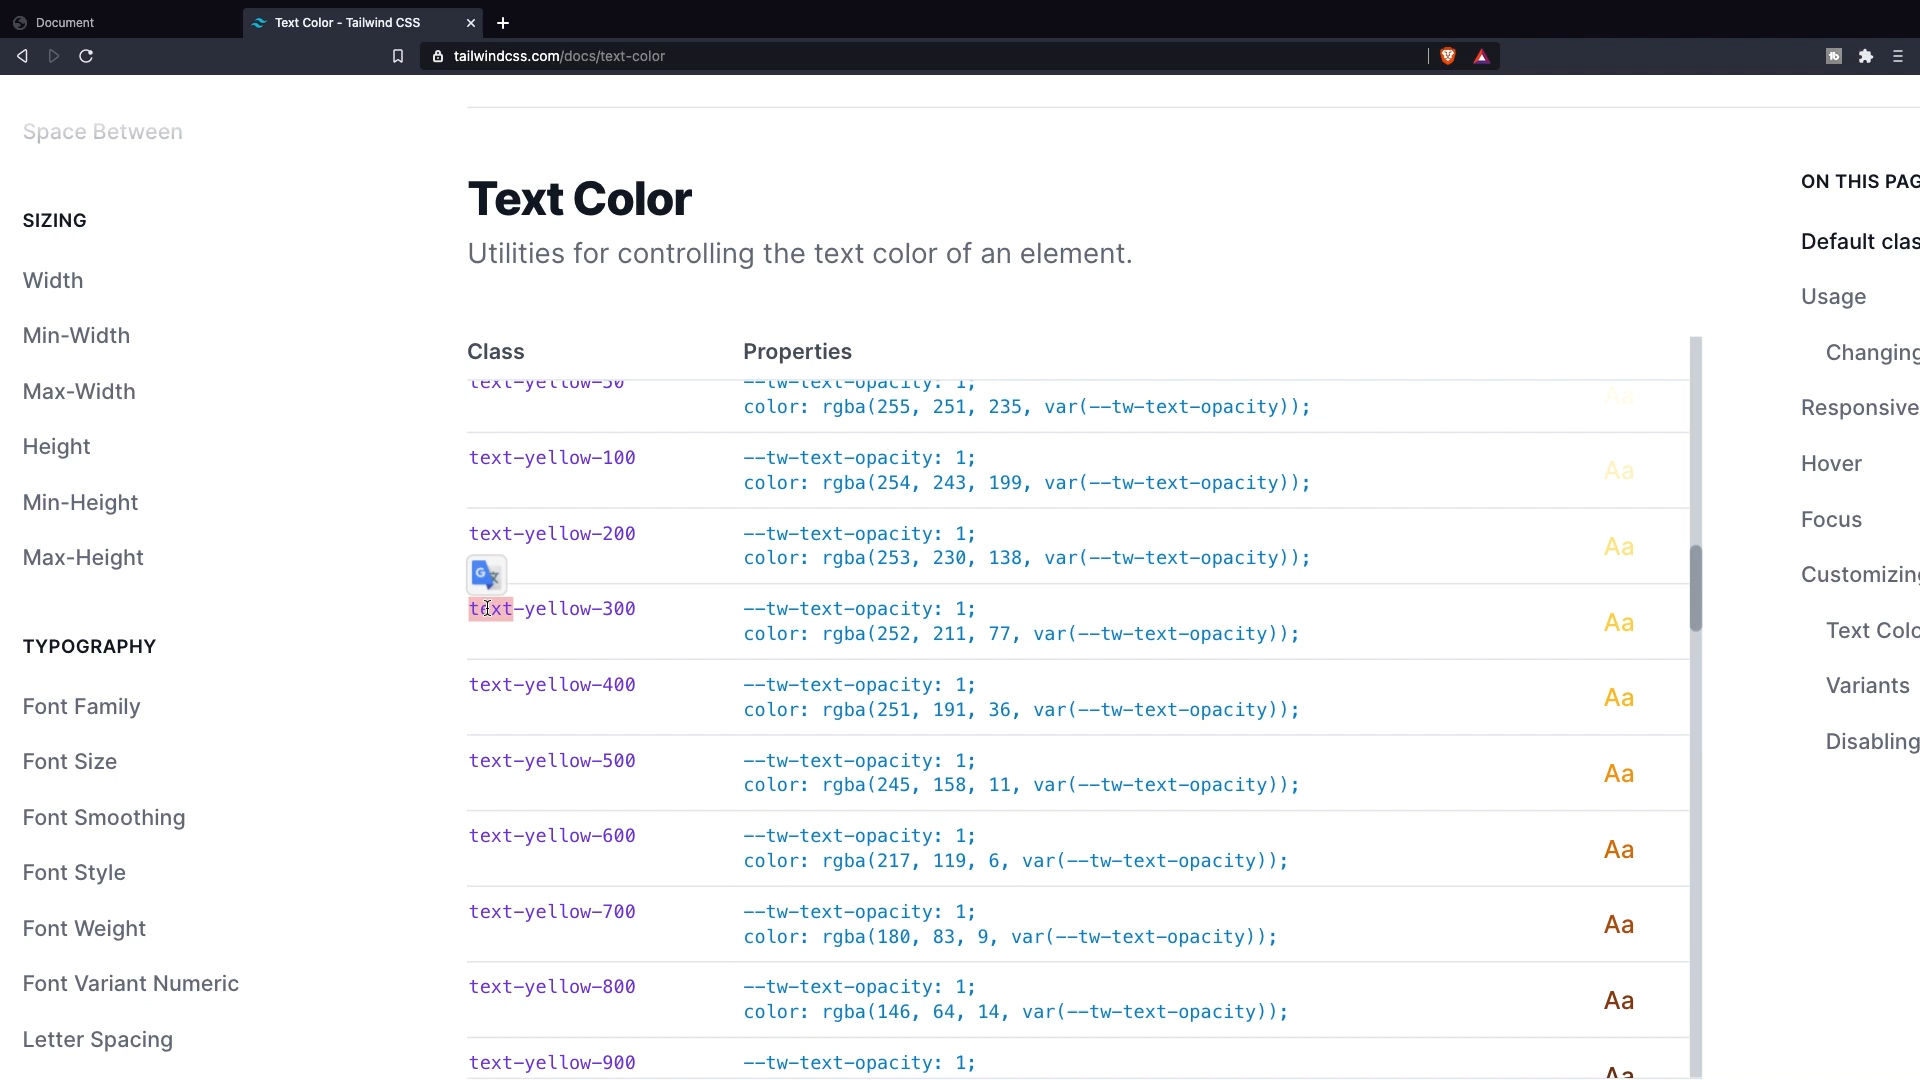 Document
Text Color - Tailwind CSS
tailwindcss.com/docs/text-color
Space Between
SIZING
Width
Min-Width
Max-Width
Height
Min-Height
Max-Height
TYPOGRAPHY
Font Family
Font Size
Font Smoothing
Font Style
Font Weight
Font Variant Numeric
Letter Spacing
Text Color
Utilities for controlling the text color of an element.
Class Properties
text-yellow-50 --tw-text-opacity: 1;
color: rgba(255, 251, 235, var(--tw-text-opacity)); Aa
text-yellow-100 --tw-text-opacity: 1;
color: rgba(254, 243, 199, var(--tw-text-opacity)); Aa
text-yellow-200 --tw-text-opacity: 1;
color: rgba(253, 230, 138, var(--tw-text-opacity)); Aa
text-yellow-300 --tw-text-opacity: 1;
color: rgba(252, 211, 77, var(--tw-text-opacity)); Aa
text-yellow-400 --tw-text-opacity: 1;
color: rgba(251, 191, 36, var(--tw-text-opacity)); Aa
text-yellow-500 --tw-text-opacity: 1;
color: rgba(245, 158, 11, var(--tw-text-opacity)); Aa
text-yellow-600 --tw-text-opacity: 1;
color: rgba(217, 119, 6, var(--tw-text-opacity)); Aa
text-yellow-700 --tw-text-opacity: 1;
color: rgba(180, 83, 9, var(--tw-text-opacity)); Aa
text-yellow-800 --tw-text-opacity: 1;
color: rgba(146, 64, 14, var(--tw-text-opacity)); Aa
text-yellow-900 --tw-text-opacity: 1;
Aa
ON THIS PAG
Default clas
Usage
Changing
Responsive
Hover
Focus
Customizing
Text Colo
Variants
Disabling